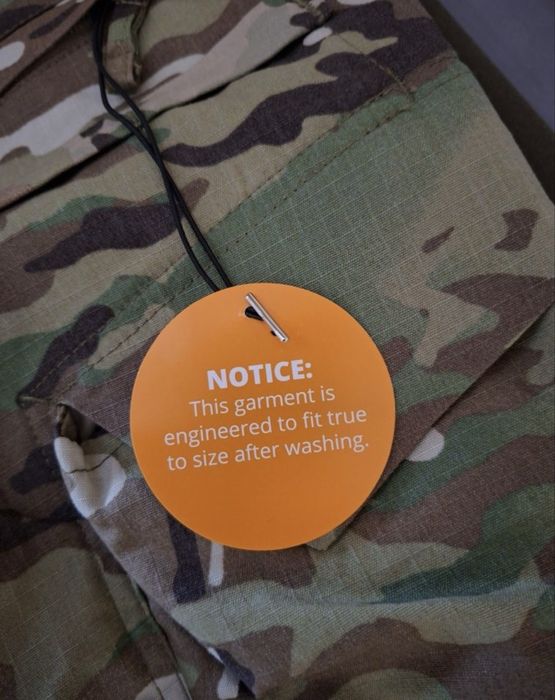 NOTICE:
This garment is
engineered to fit true
to size after washing.